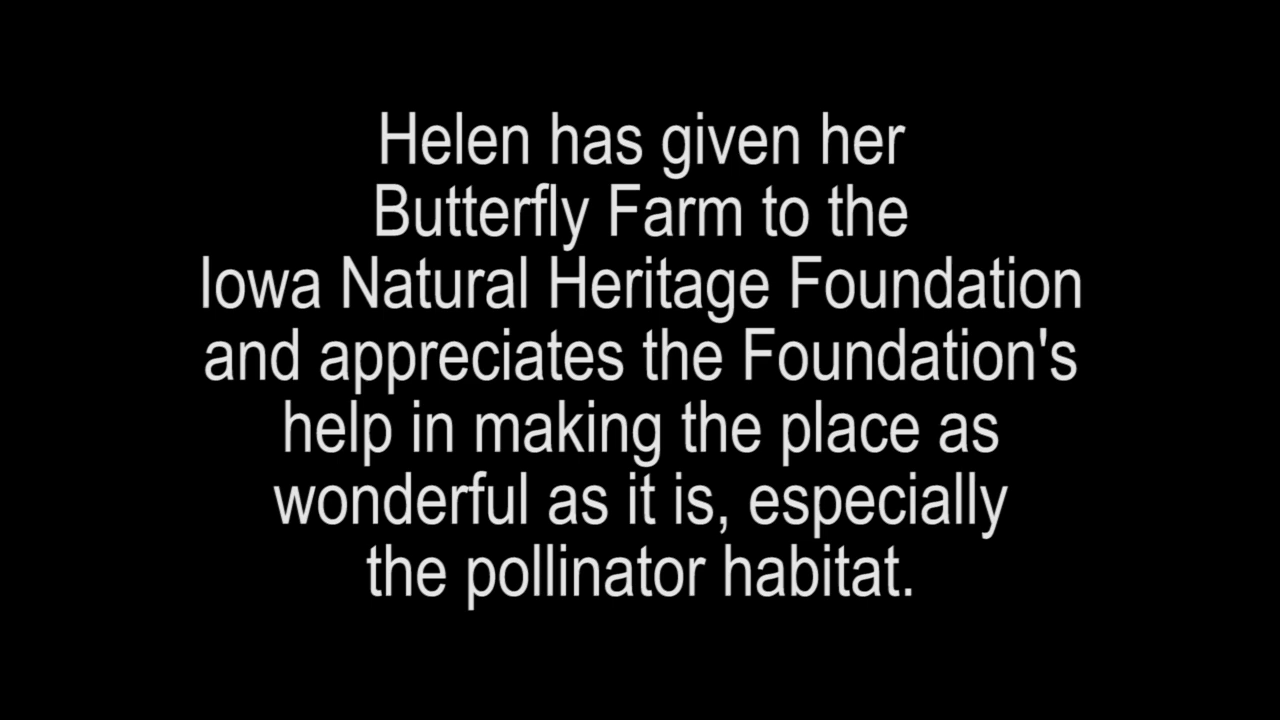 Helen has given her
Butterfly Farm to the
Iowa Natural Heritage Foundation
and appreciates the Foundation's
help in making the place as
wonderful as it is, especially
the pollinator habitat.